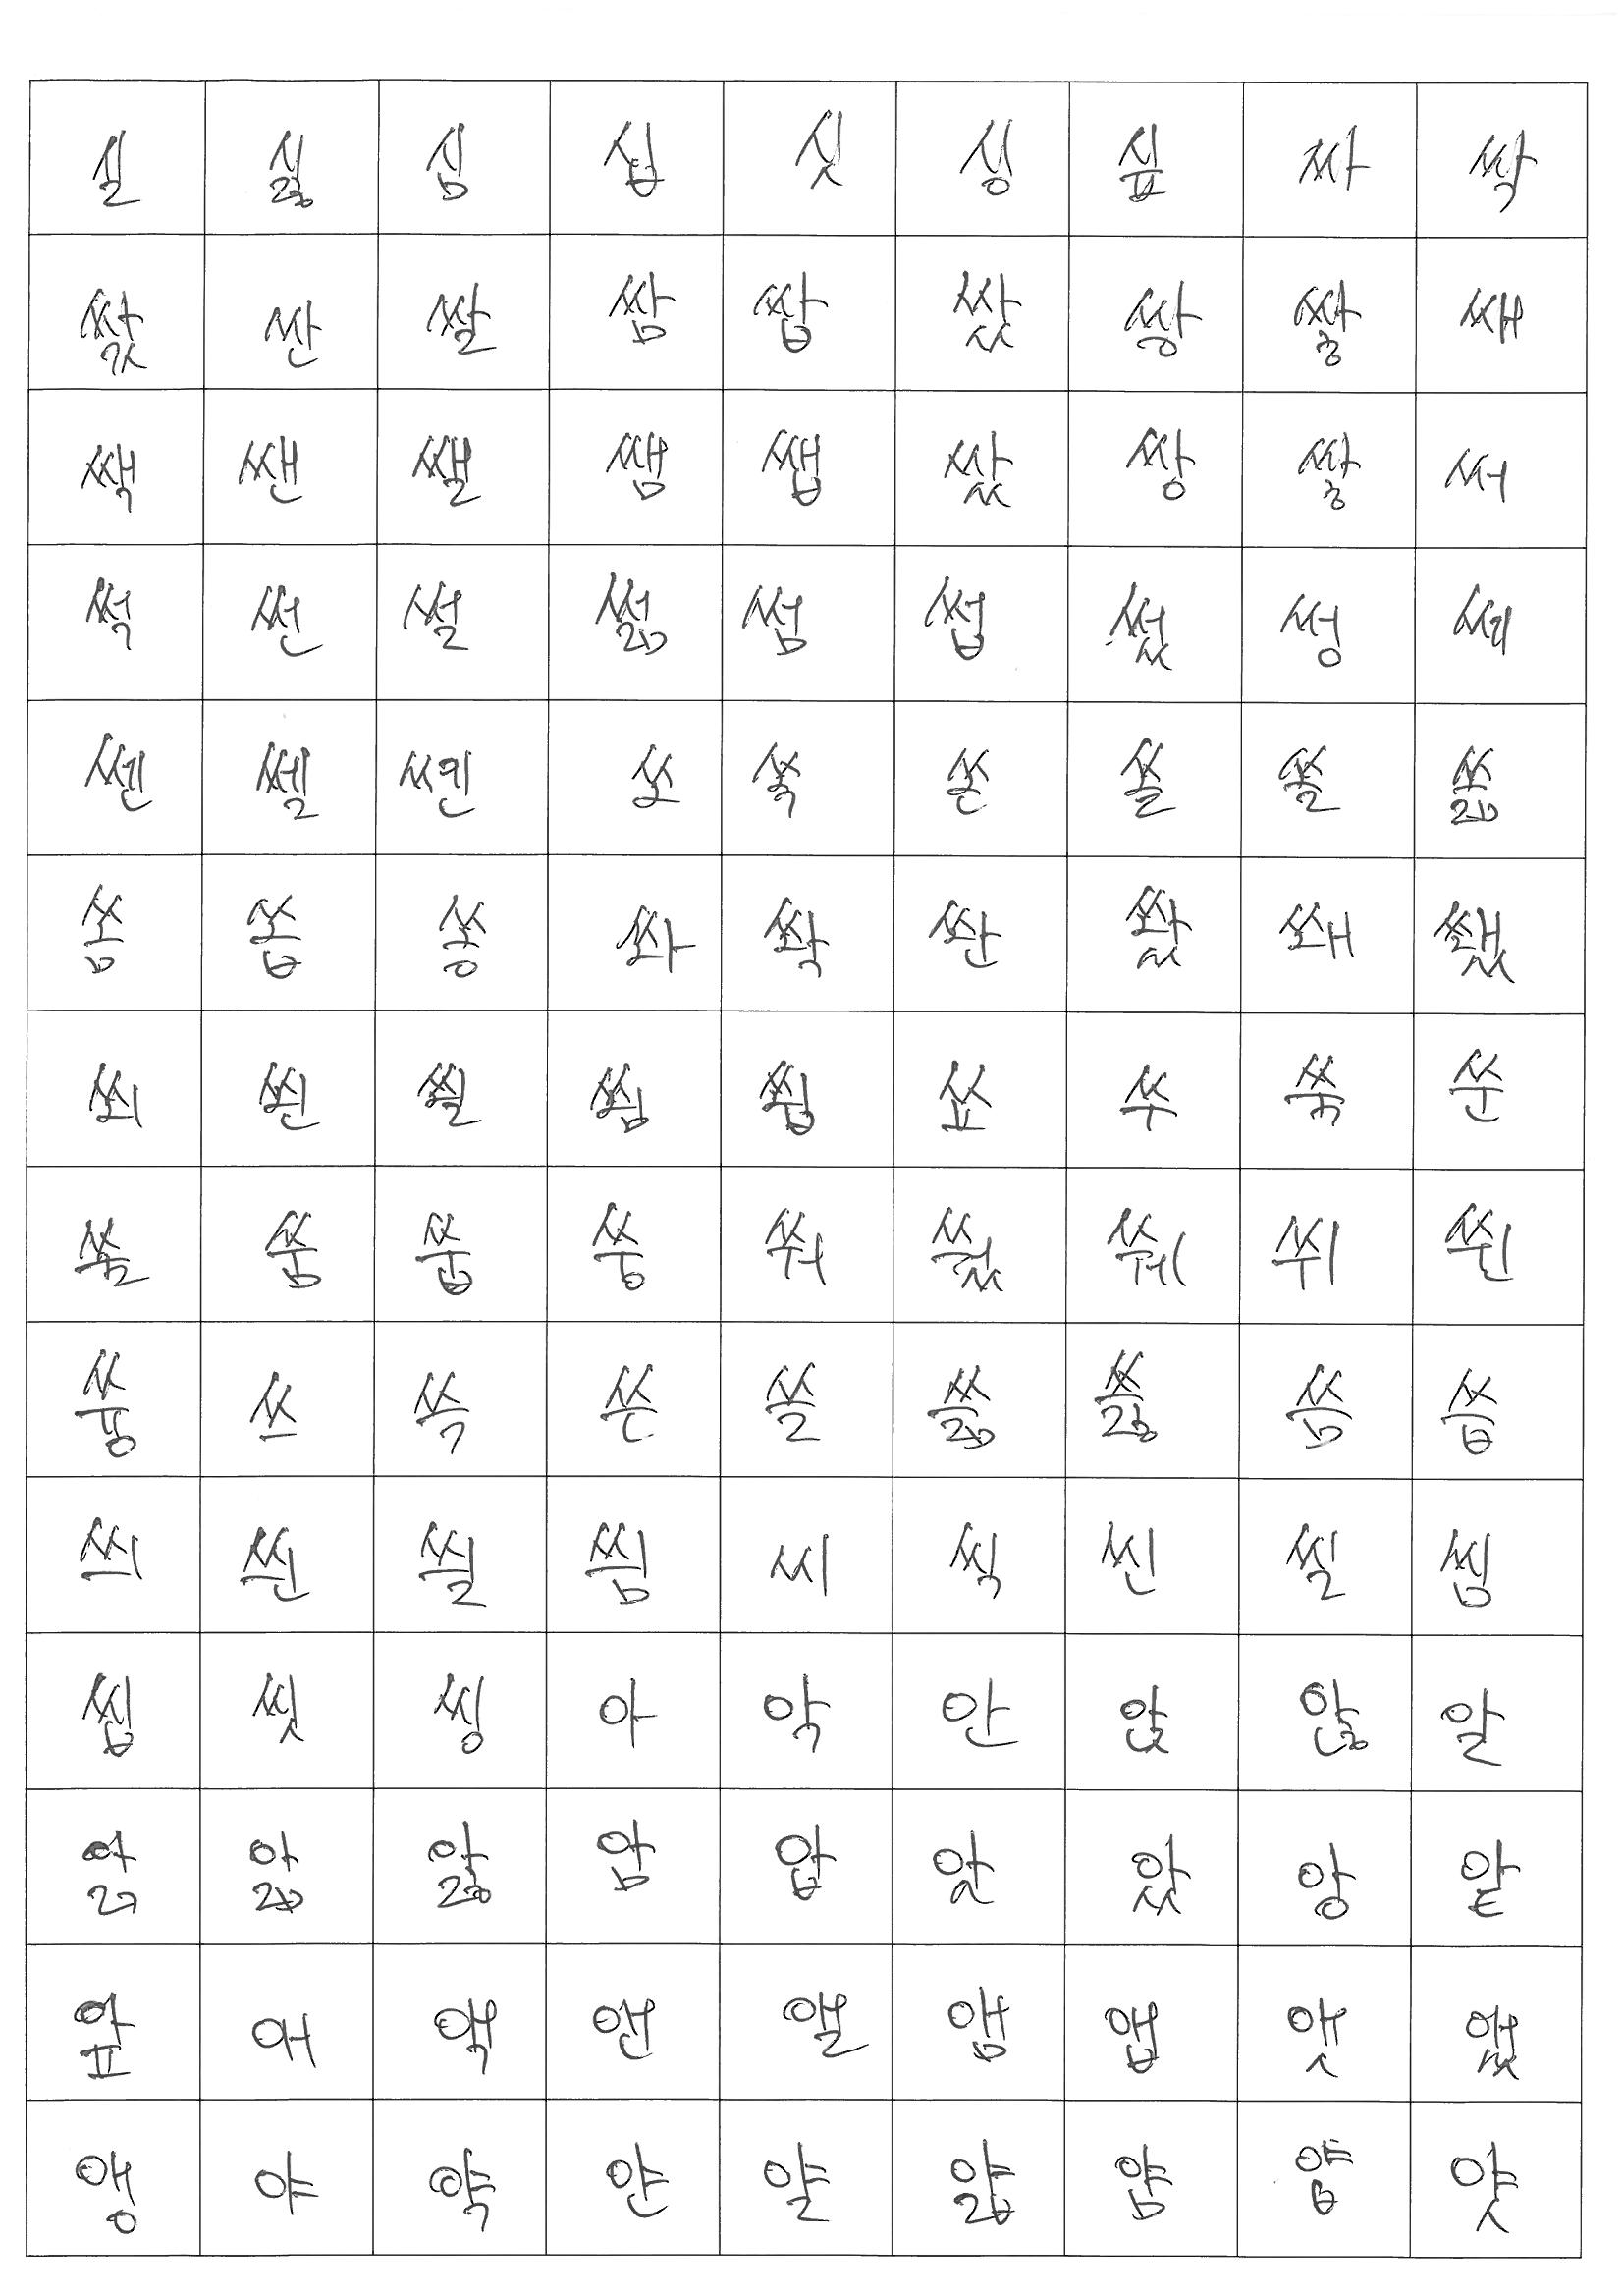 실 싫 심 십 싯 싱 싶 싸 싹
싻 싼 쌀 쌈 쌉 쌌 쌍 쌓 쌔
쌕 쌘 쌜 쌤 쌥 쌌 쌍 쌓 써
썩 썬 썰 썲 썸 썹 썼 썽 쎄
쎈 쎌 쏀 쏘 쏙 쏜 쏠 쏠 쏢
쏨 쏩 쏭 쏴 쏵 쏸 쐈 쐐 쐤
쐬 쐰 쐴 쐼 쐽 쑈 쑤 쑥 쑨
쑬 쑴 쑵 쑹 쒀 쒔 쒜 쒸 쒼
쓩 쓰 쓱 쓴 쓸 쓺 쓿 씀 씁
씌 씐 씔 씜 씨 씩 씬 씰 씸
씹 씻 씽 아 악 안 앉 않 알
앍 앎 앓 암 압 앗 았 앙 앝
앞 애 액 앤 앨 앰 앱 앳 앴
앵 야 약 얀 얄 얇 얌 얍 얏